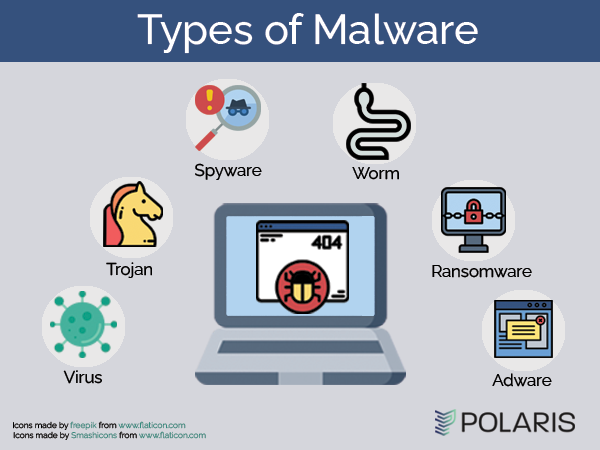 Types of Malware
Spyware
Worm
Trojan
404
Ransomware
Virus
Adware
Icons made by freepik from www.flaticon.com
Icons made by Smashicons from www.flaticon.com
POLARIS